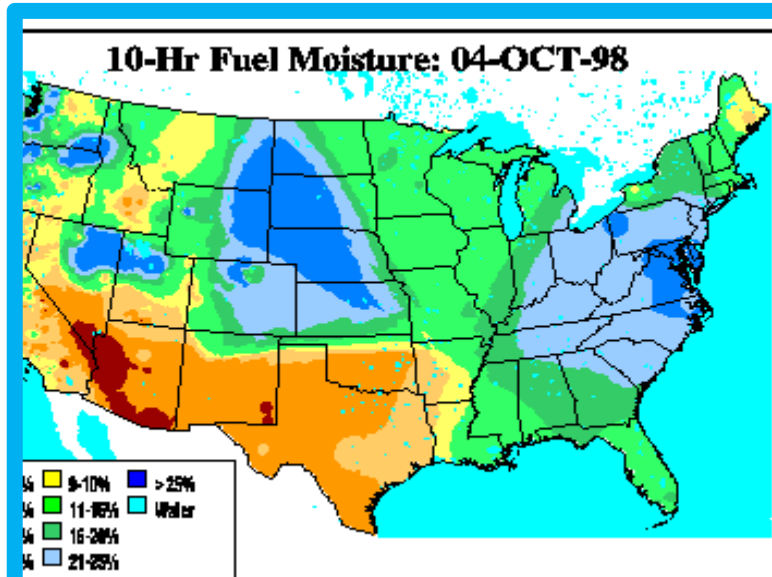 10-Hr Fuel Moisture: 04-OCT-98
% 9-10% > 25%
% 11-15% Water
% 16-20%
% 21-25%